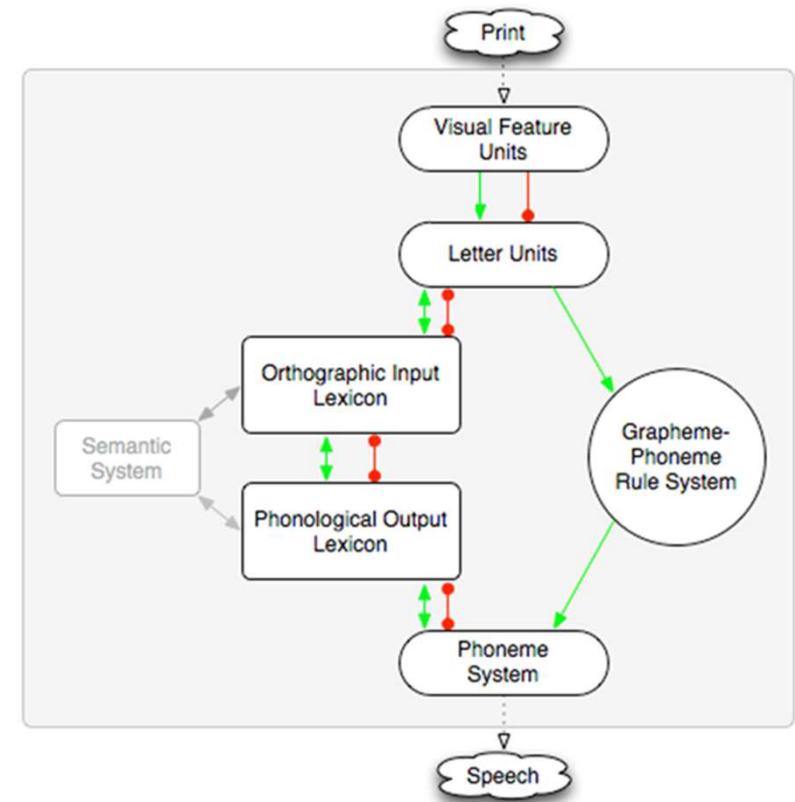 Print
Visual Feature
Units
Letter Units
Orthographic Input
Lexicon
Semantic
System
Grapheme-
Phoneme
Rule System
Phonological Output
Lexicon
Phoneme
System
Speech